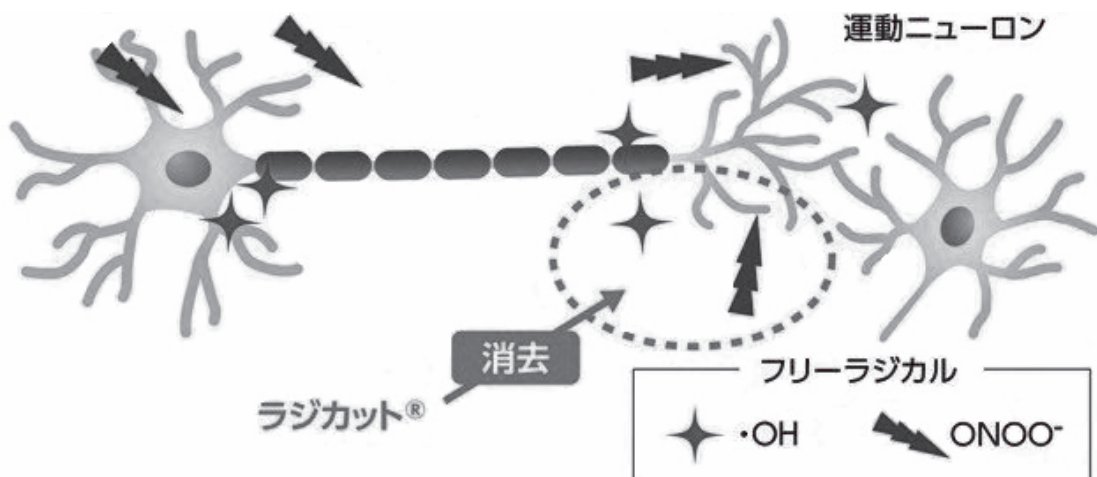 運動ニューロン
消去
ラジカット®
フリーラジカル
・OH
ONOO⁻